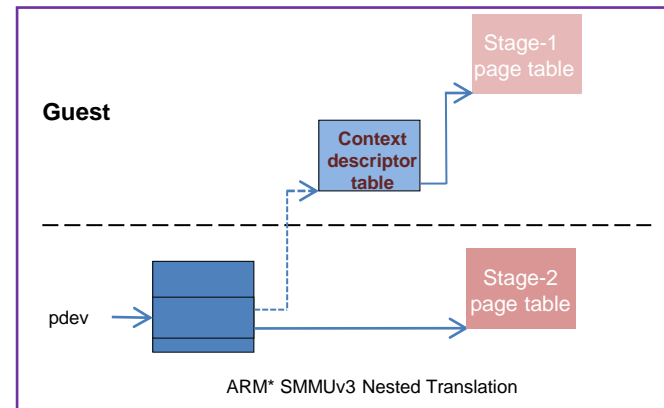 Stage-1
page table
Guest
Context
descriptor
table
Stage-2
page table
pdev
ARM* SMMUv3 Nested Translation